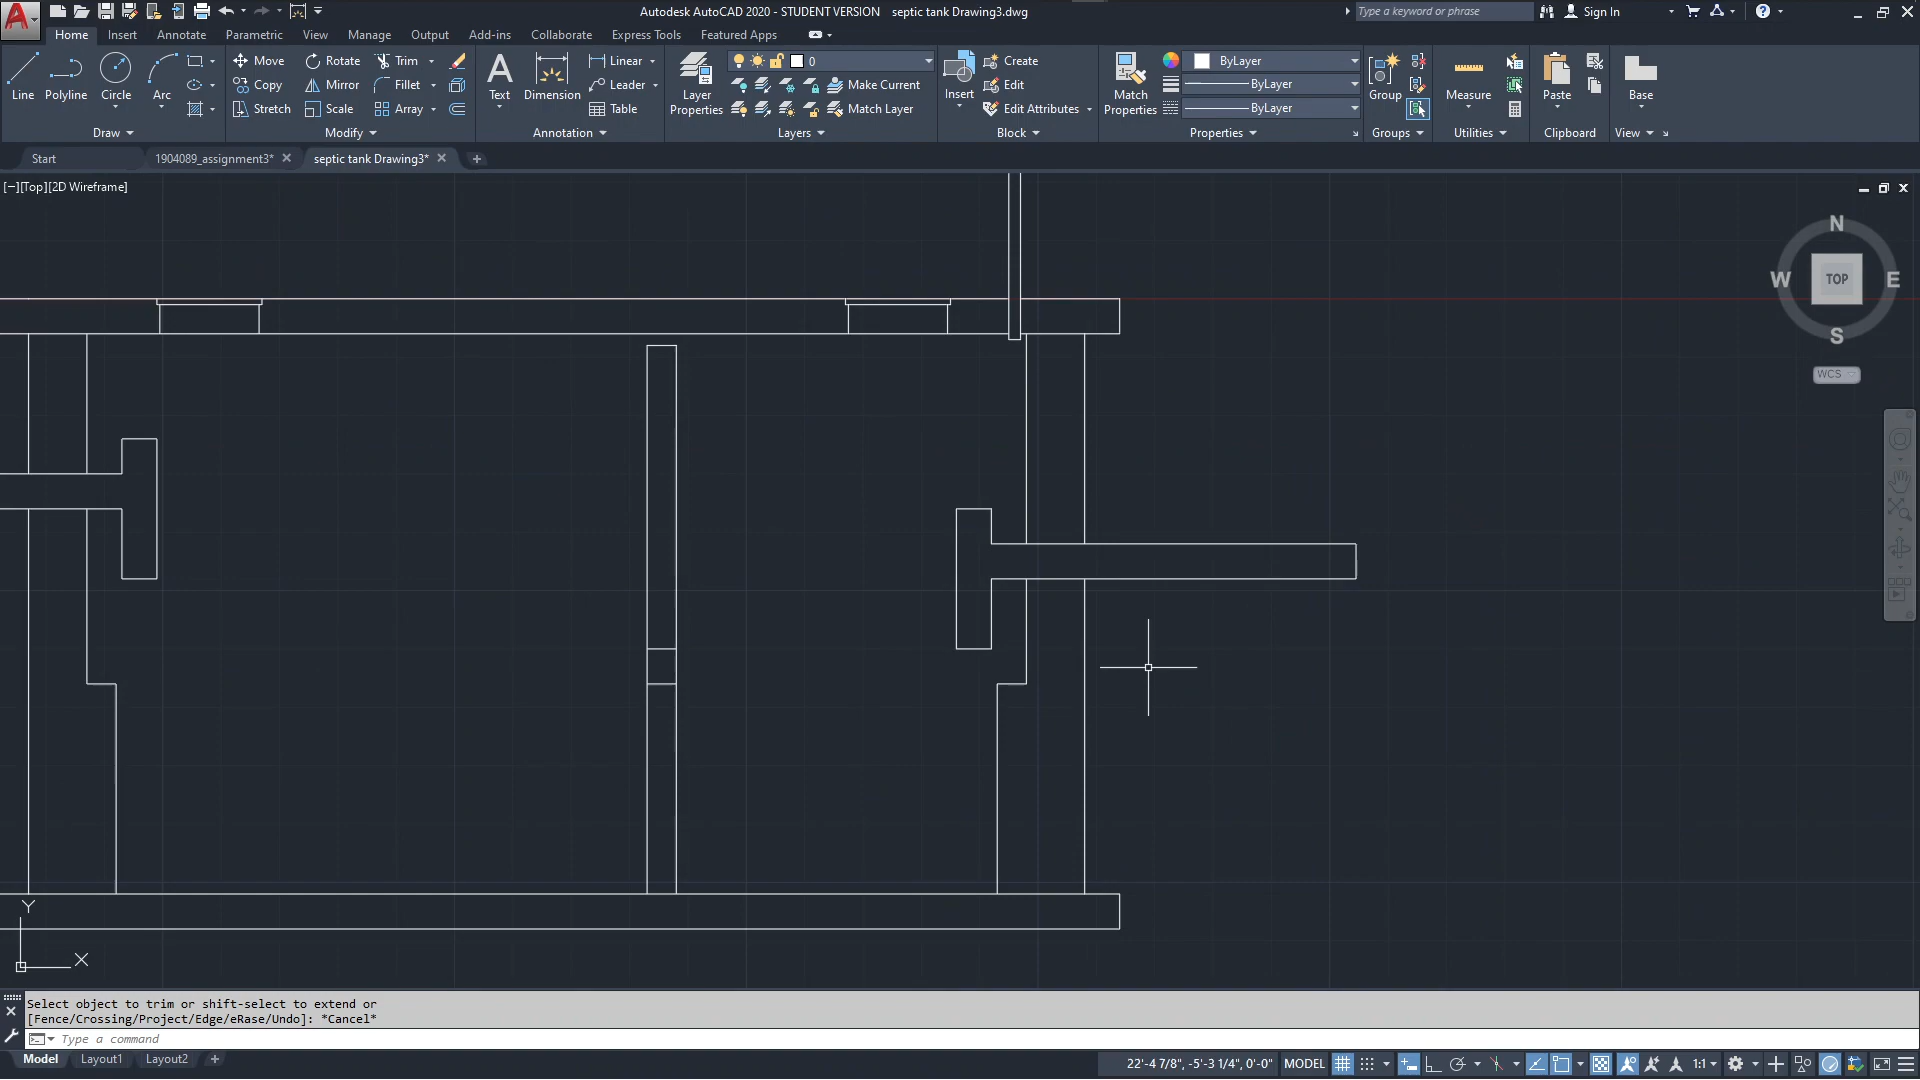 Autodesk AutoCAD 2020 - STUDENT VERSION septic tank Drawing3.dwg
Type a keyword or phrase
Sign In
Home Insert Annotate Parametric View Manage Output Add-ins Collaborate Express Tools Featured Apps
Line Polyline Circle Arc
Draw
Move Rotate Trim
Copy Mirror Fillet
Stretch Scale Array
Modify
Text Dimension
Linear
Leader
Table
Annotation
Layer Properties
0
Make Current
Match Layer
Layers
Insert
Create
Edit
Edit Attributes
Block
Match Properties
ByLayer
ByLayer
ByLayer
Properties
Group
Groups
Measure
Utilities
Paste
Clipboard
Base
View
Start 1904089_assignment3* septic tank Drawing3*
[−][Top][2D Wireframe]
N
W TOP E
S
WCS
Y
X
Select object to trim or shift-select to extend or
[Fence/Crossing/Project/Edge/eRase/Undo]: *Cancel*
Type a command
Model Layout1 Layout2
22'-4 7/8", -5'-3 1/4", 0'-0" MODEL 1:1